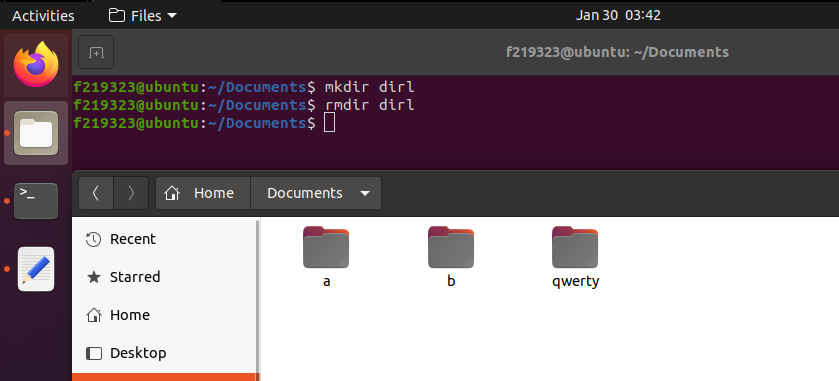 Activities Files Jan 30 03:42
f219323@ubuntu: ~/Documents
f219323@ubuntu:~/Documents$ mkdir dirl
f219323@ubuntu:~/Documents$ rmdir dirl
f219323@ubuntu:~/Documents$
Home Documents
Recent
Starred
Home
Desktop
a b qwerty
>_